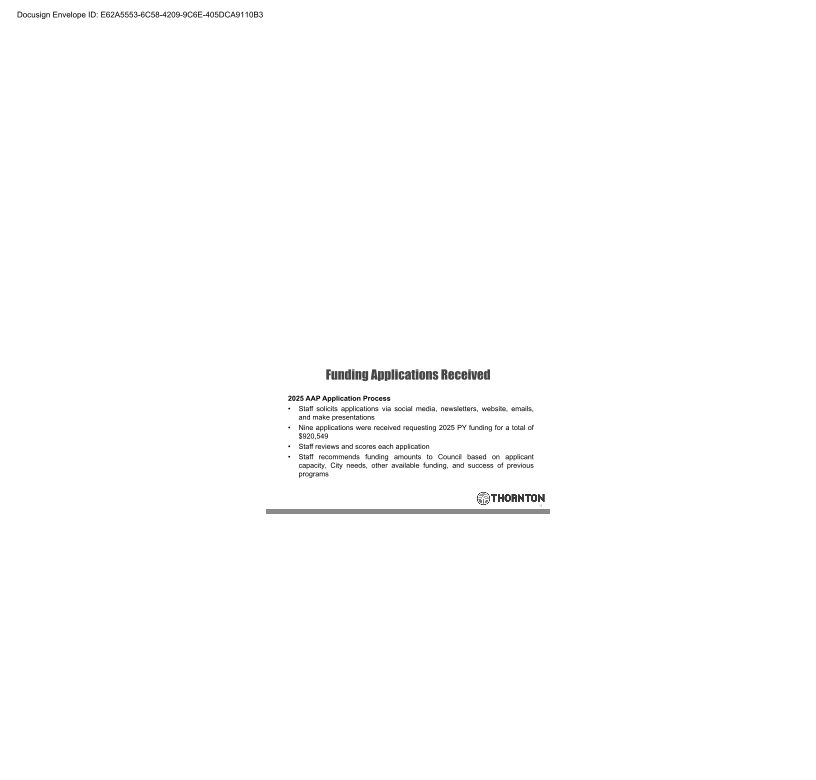 Docusign Envelope ID: E62A5553-6C58-4209-9C6E-405DCA9110B3
Funding Applications Received
2025 AAP Application Process
• Staff solicits applications via social media, newsletters, website, emails,
and make presentations
• Nine applications were received requesting 2025 PY funding for a total of
$920,549
• Staff reviews and scores each application
• Staff recommends funding amounts to Council based on applicant
capacity, City needs, other available funding, and success of previous
programs
THORNTON